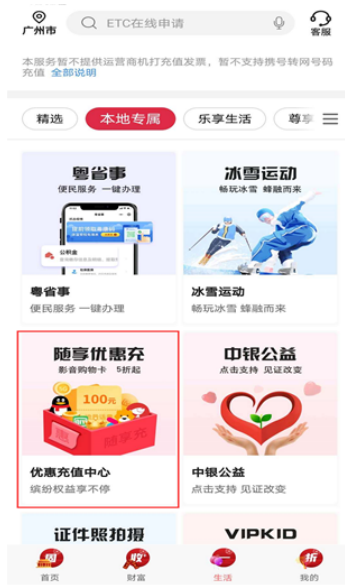 广州市
ETC在线申请
客服
本服务暂不提供运营商机打充值发票，暂不支持携号转网号码
充值 全部说明
精选
本地专属
乐享生活
尊享
粤省事
便民服务 一键办理
公积金
粤省事
便民服务 一键办理
冰雪运动
畅玩冰雪 蜂融而来
冰雪运动
畅玩冰雪 蜂融而来
随享优惠充
影音购物卡 5折起
100元
惠
随享充
优惠充值中心
缤纷权益享不停
中银公益
点击支持 见证改变
中银公益
点击支持 见证改变
证件照拍摄
VIPKID
首页
财富
生活
折
我的